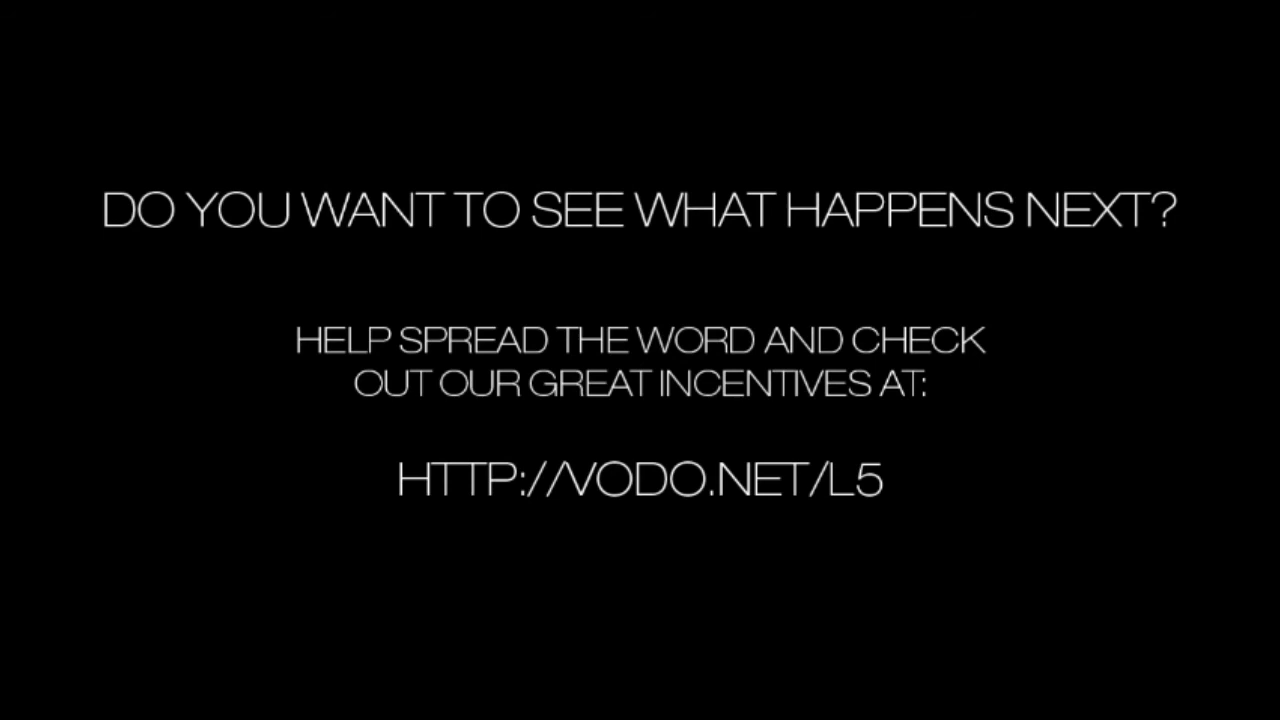 DO YOU WANT TO SEE WHAT HAPPENS NEXT?
HELP SPREAD THE WORD AND CHECK
OUT OUR GREAT INCENTIVES AT:
HTTP://VODO.NET/L5